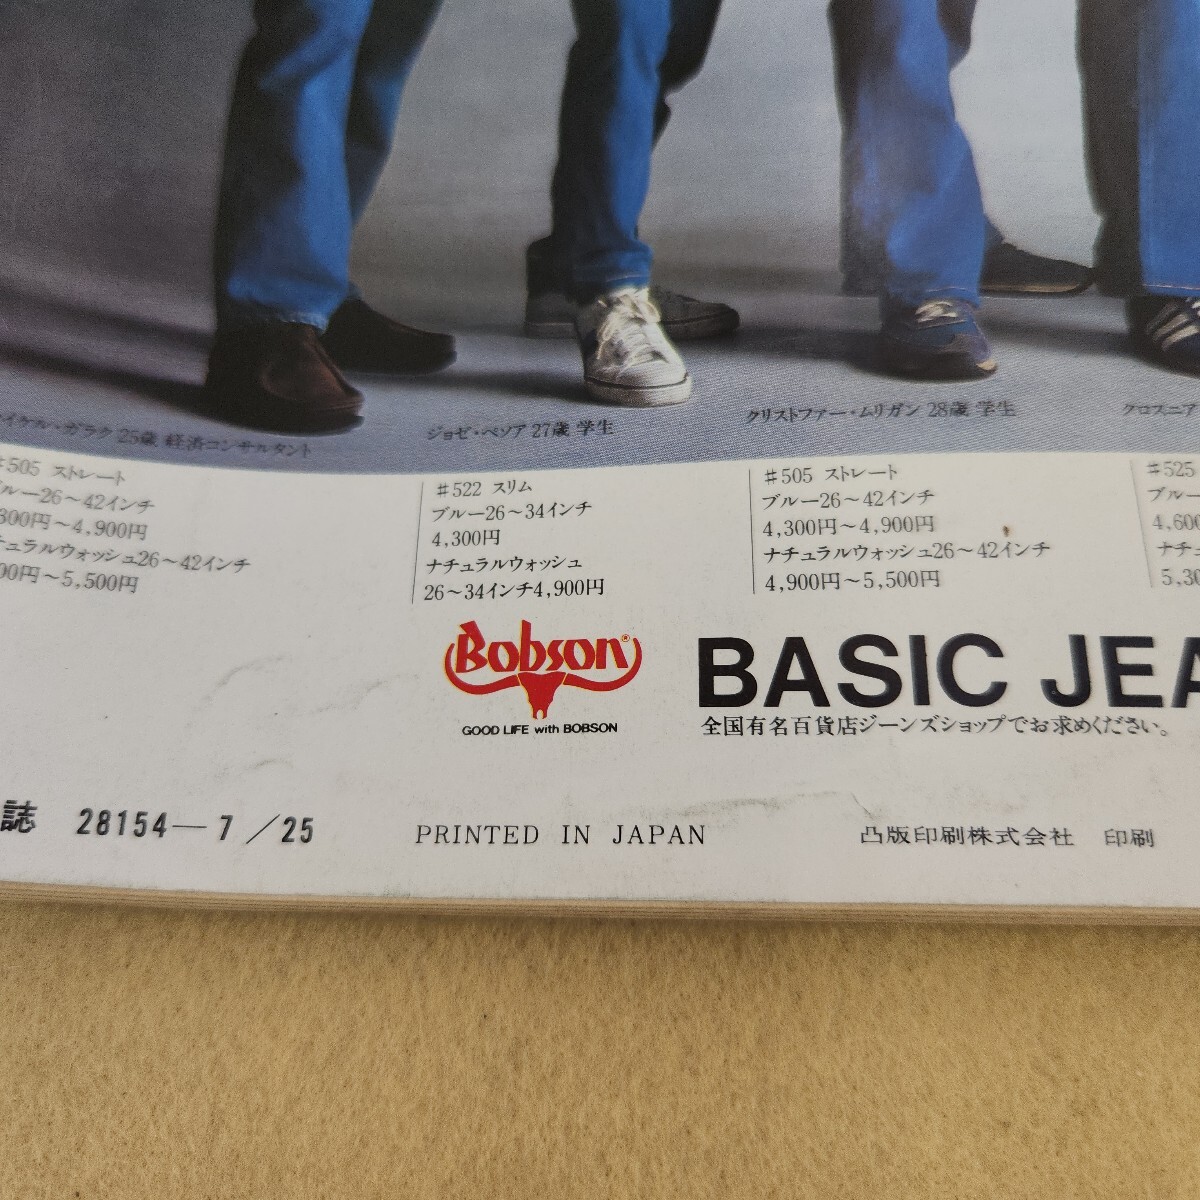 イケル・ガラク 25歳 経済コンサルタント
ジョゼ・ペソア 27歳 学生
クリストファー・ムリガン 28歳 学生
クロスニア
#505 ストレート
ブルー26〜42インチ
300円〜4,900円
チュラルウォッシュ26〜42インチ
00円〜5,500円
#522 スリム
ブルー26〜34インチ
4,300円
ナチュラルウォッシュ
26〜34インチ4,900円
#505 ストレート
ブルー26〜42インチ
4,300円〜4,900円
ナチュラルウォッシュ26〜42インチ
4,900円〜5,500円
#525
ブルー
4,600
ナチ
5,30
Bobson®
GOOD LIFE with BOBSON
BASIC JEA
全国有名百貨店ジーンズショップでお求めください。
誌 28154—7/25
PRINTED IN JAPAN
凸版印刷株式会社 印刷